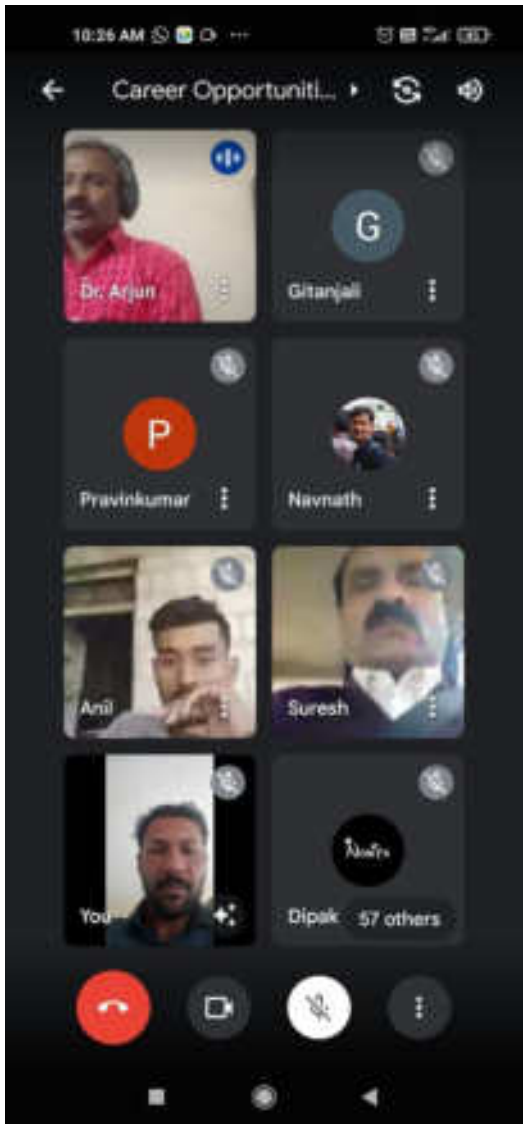 10:26 AM
Career Opportuniti...
Dr. Arjun
G
Gitanjali
P
Pravinkumar
Navnath
Anil
Suresh
You
Dipak
57 others